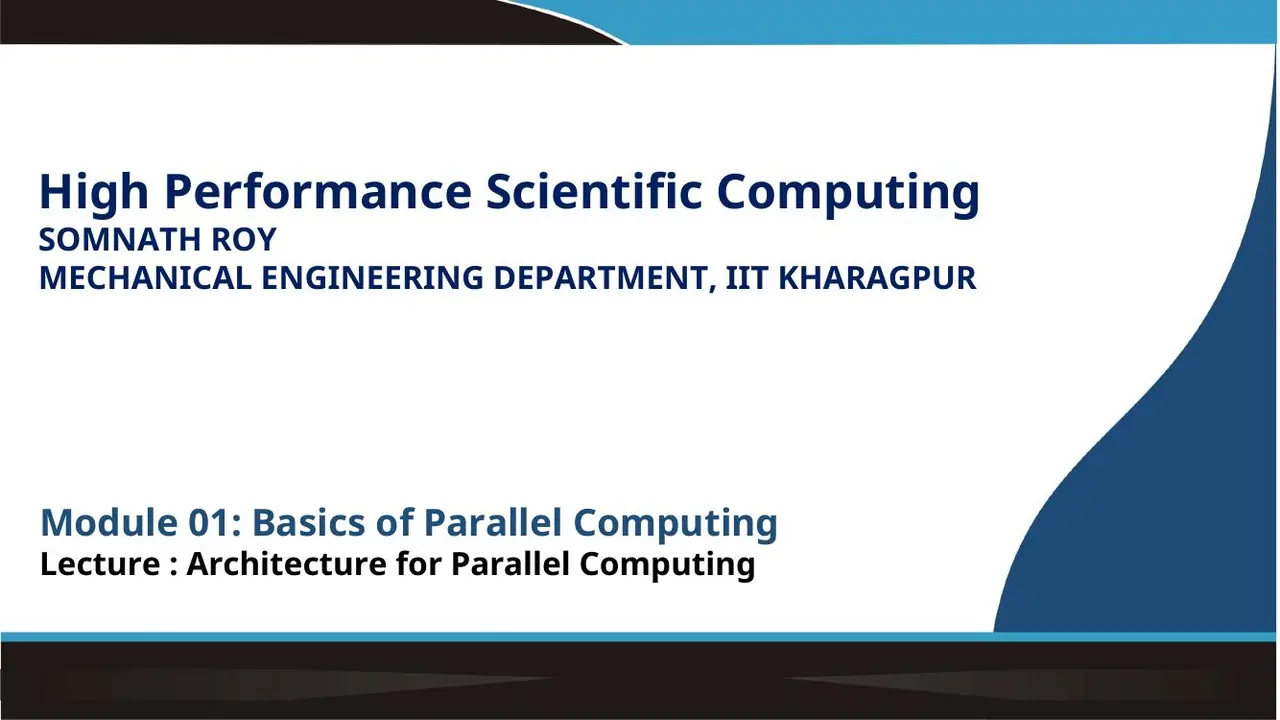 High Performance Scientific Computing
SOMNATH ROY
MECHANICAL ENGINEERING DEPARTMENT, IIT KHARAGPUR
Module 01: Basics of Parallel Computing
Lecture : Architecture for Parallel Computing